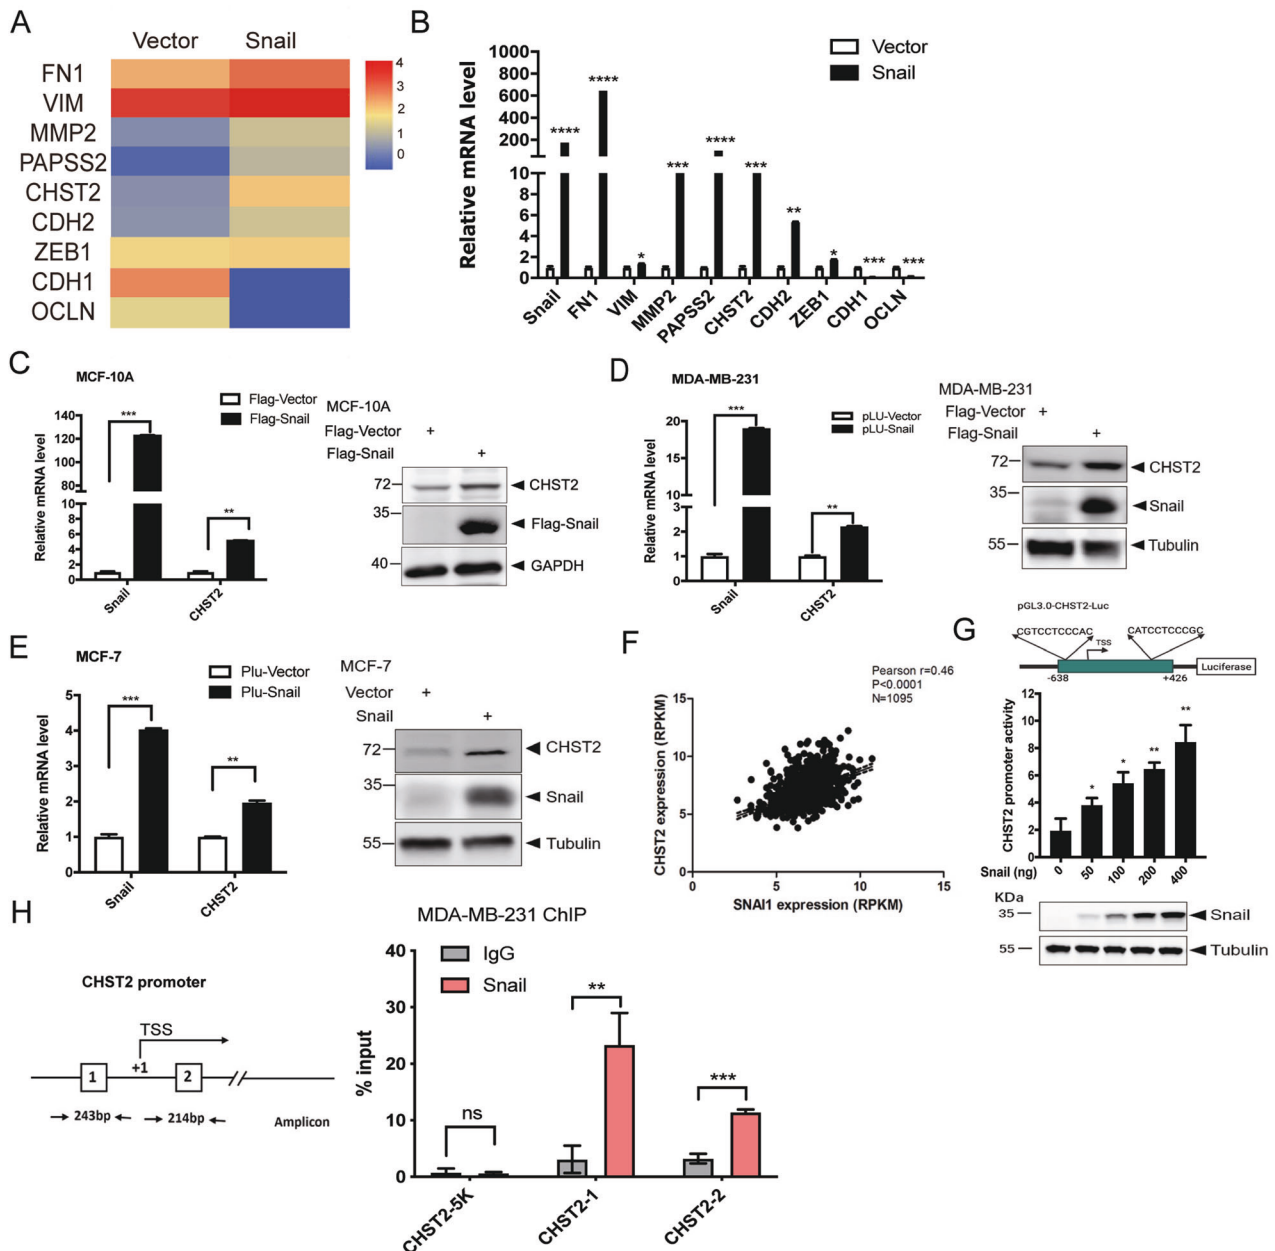 A
Vector Snail
FN1
VIM
MMP2
PAPSS2
CHST2
CDH2
ZEB1
CDH1
OCLN
4
3
2
1
0
B
Vector
Snail
Relative mRNA level
1000
800
600
400
200
10
8
6
4
2
0
**** **** * *** **** *** ** * *** ***
Snail FN1 VIM MMP2 PAPSS2 CHST2 CDH2 ZEB1 CDH1 OCLN
C
MCF-10A
Flag-Vector
Flag-Snail
Relative mRNA level
140
120
100
80
10
8
6
4
2
0
*** **
Snail CHST2
MCF-10A
Flag-Vector +
Flag-Snail +
72 CHST2
35 Flag-Snail
40 GAPDH
D
MDA-MB-231
pLU-Vector
pLU-Snail
Relative mRNA level
20
15
10
3
2
1
0
*** **
Snail CHST2
MDA-MB-231
Flag-Vector +
Flag-Snail +
72 CHST2
35 Snail
55 Tubulin
E
MCF-7
Plu-Vector
Plu-Snail
Relative mRNA level
5
4
3
2
1
0
*** **
Snail CHST2
MCF-7
Vector +
Snail +
72 CHST2
35 Snail
55 Tubulin
F
Pearson r=0.46
P<0.0001
N=1095
CHST2 expression (RPKM)
15
10
5
0
0 5 10 15
SNAI1 expression (RPKM)
G
pGL3.0-CHST2-Luc
CGTCCTCCCAC CATCCTCCCGC
TSS
Luciferase
-638 +426
CHST2 promoter activity
12
10
8
6
4
2
0
* * ** **
Snail (ng) 0 50 100 200 400
KDa
35 Snail
55 Tubulin
H
CHST2 promoter
TSS
+1
1 2
243bp 214bp Amplicon
MDA-MB-231 ChIP
IgG
Snail
% input
40
30
20
10
0
ns ** ***
CHST2-5K CHST2-1 CHST2-2